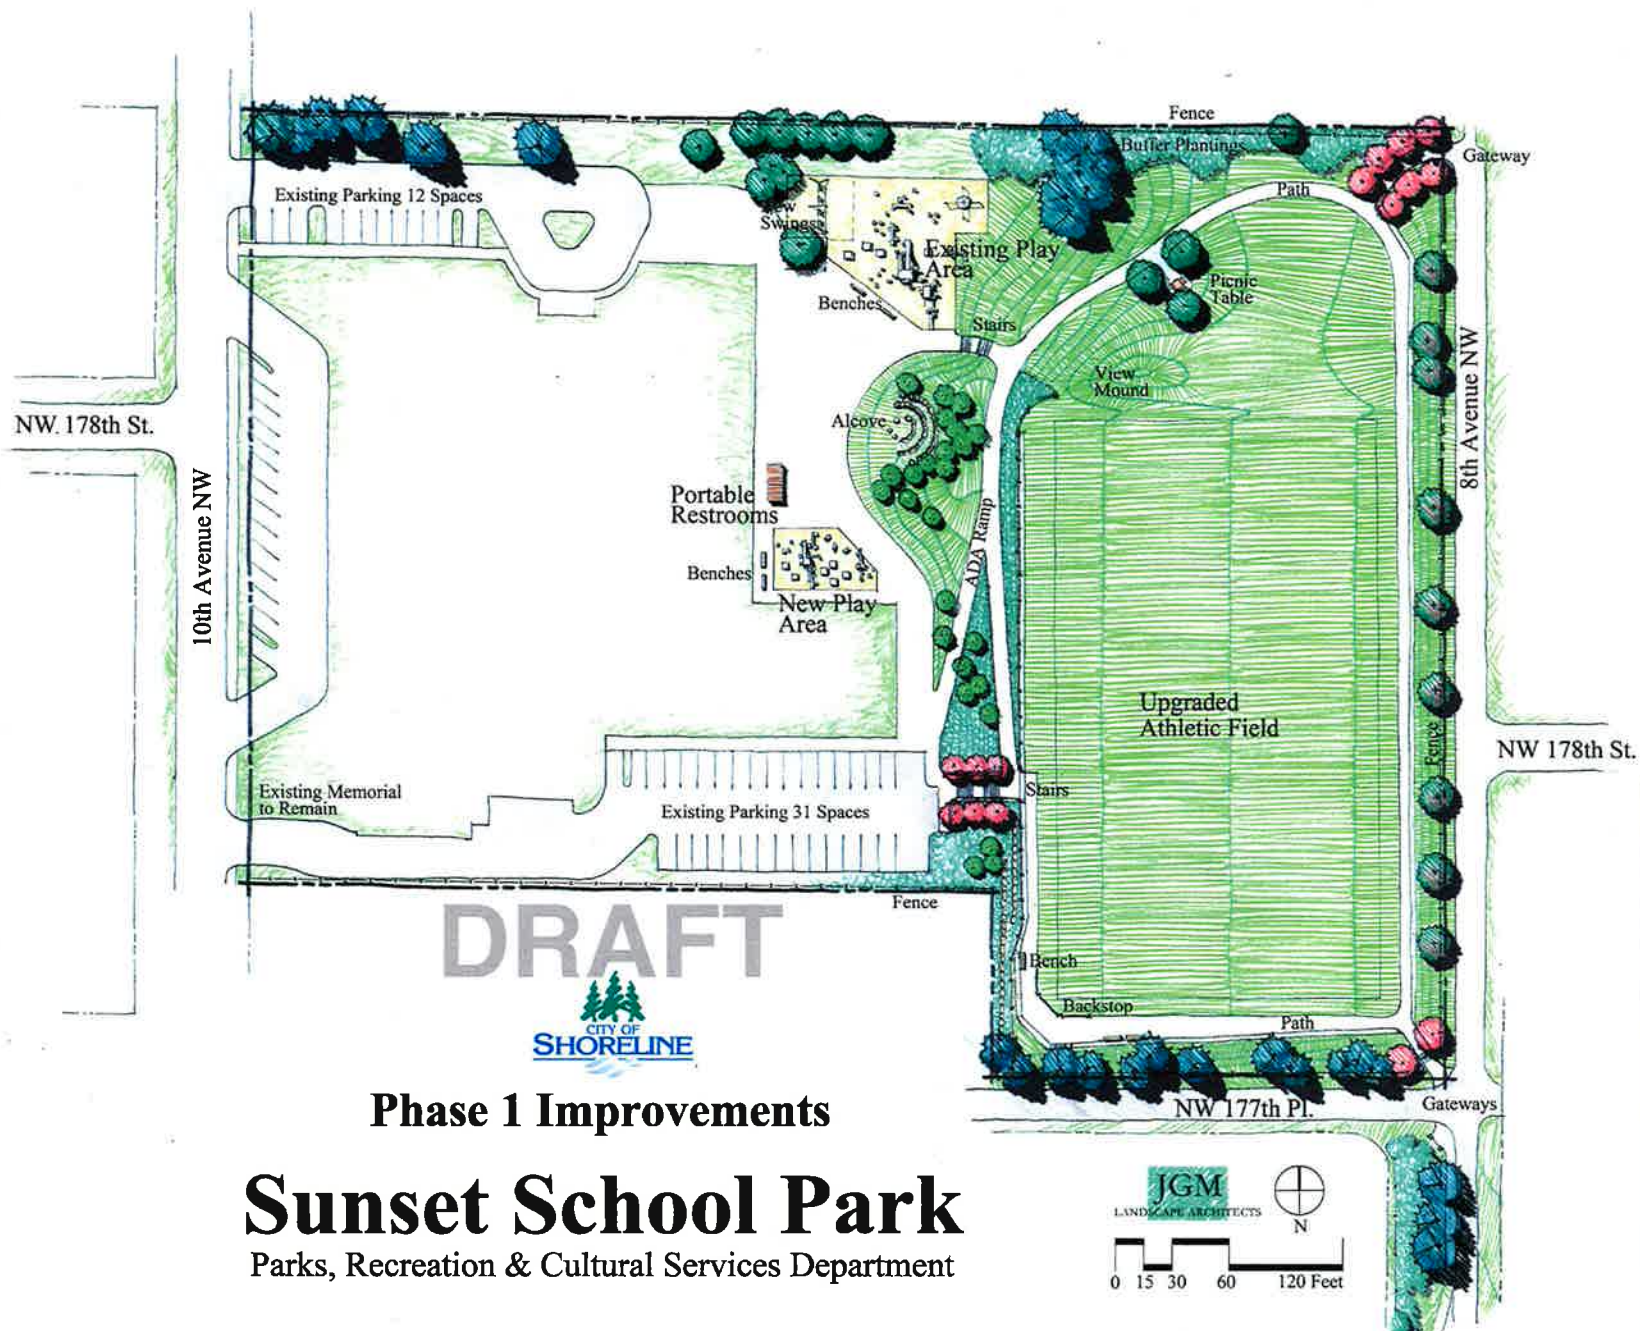 Fence
Buffer Plantings
Gateway
Existing Parking 12 Spaces
Path
New
Swings
Existing Play
Area
Picnic
Table
Benches
Stairs
View
Mound
NW. 178th St.
Alcove
8th Avenue NW
10th Avenue NW
Portable
Restrooms
ADA Ramp
Benches
New Play
Area
Upgraded
Athletic Field
Fence
NW 178th St.
Existing Memorial
to Remain
Existing Parking 31 Spaces
Stairs
Fence
DRAFT
Bench
Backstop
Path
CITY OF
SHORELINE
Phase 1 Improvements
NW 177th Pl.
Gateways
Sunset School Park
Parks, Recreation & Cultural Services Department
JGM
LANDSCAPE ARCHITECTS
N
0 15 30 60 120 Feet